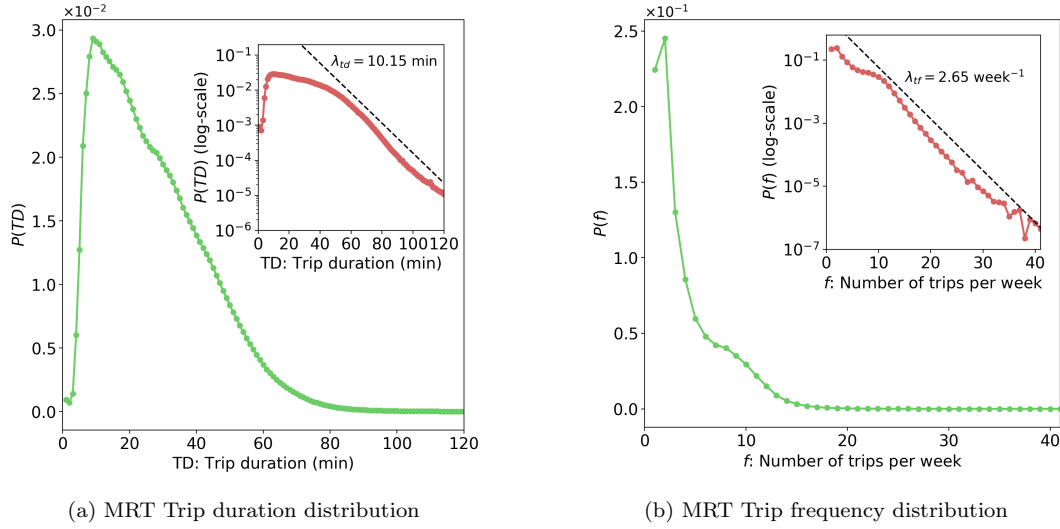 ×10⁻²
3.0
2.5
2.0
1.5
1.0
0.5
0.0
P(TD)
0 20 40 60 80 100 120
TD: Trip duration (min)
10⁻¹
10⁻²
10⁻³
10⁻⁴
10⁻⁵
10⁻⁶
P(TD) (log-scale)
λtd = 10.15 min
0 20 40 60 80 100 120
TD: Trip duration (min)
(a) MRT Trip duration distribution
×10⁻¹
2.5
2.0
1.5
1.0
0.5
0.0
P(f)
0 10 20 30 40
f: Number of trips per week
10⁻¹
10⁻³
10⁻⁵
10⁻⁷
P(f) (log-scale)
λtf = 2.65 week⁻¹
0 10 20 30 40
f: Number of trips per week
(b) MRT Trip frequency distribution